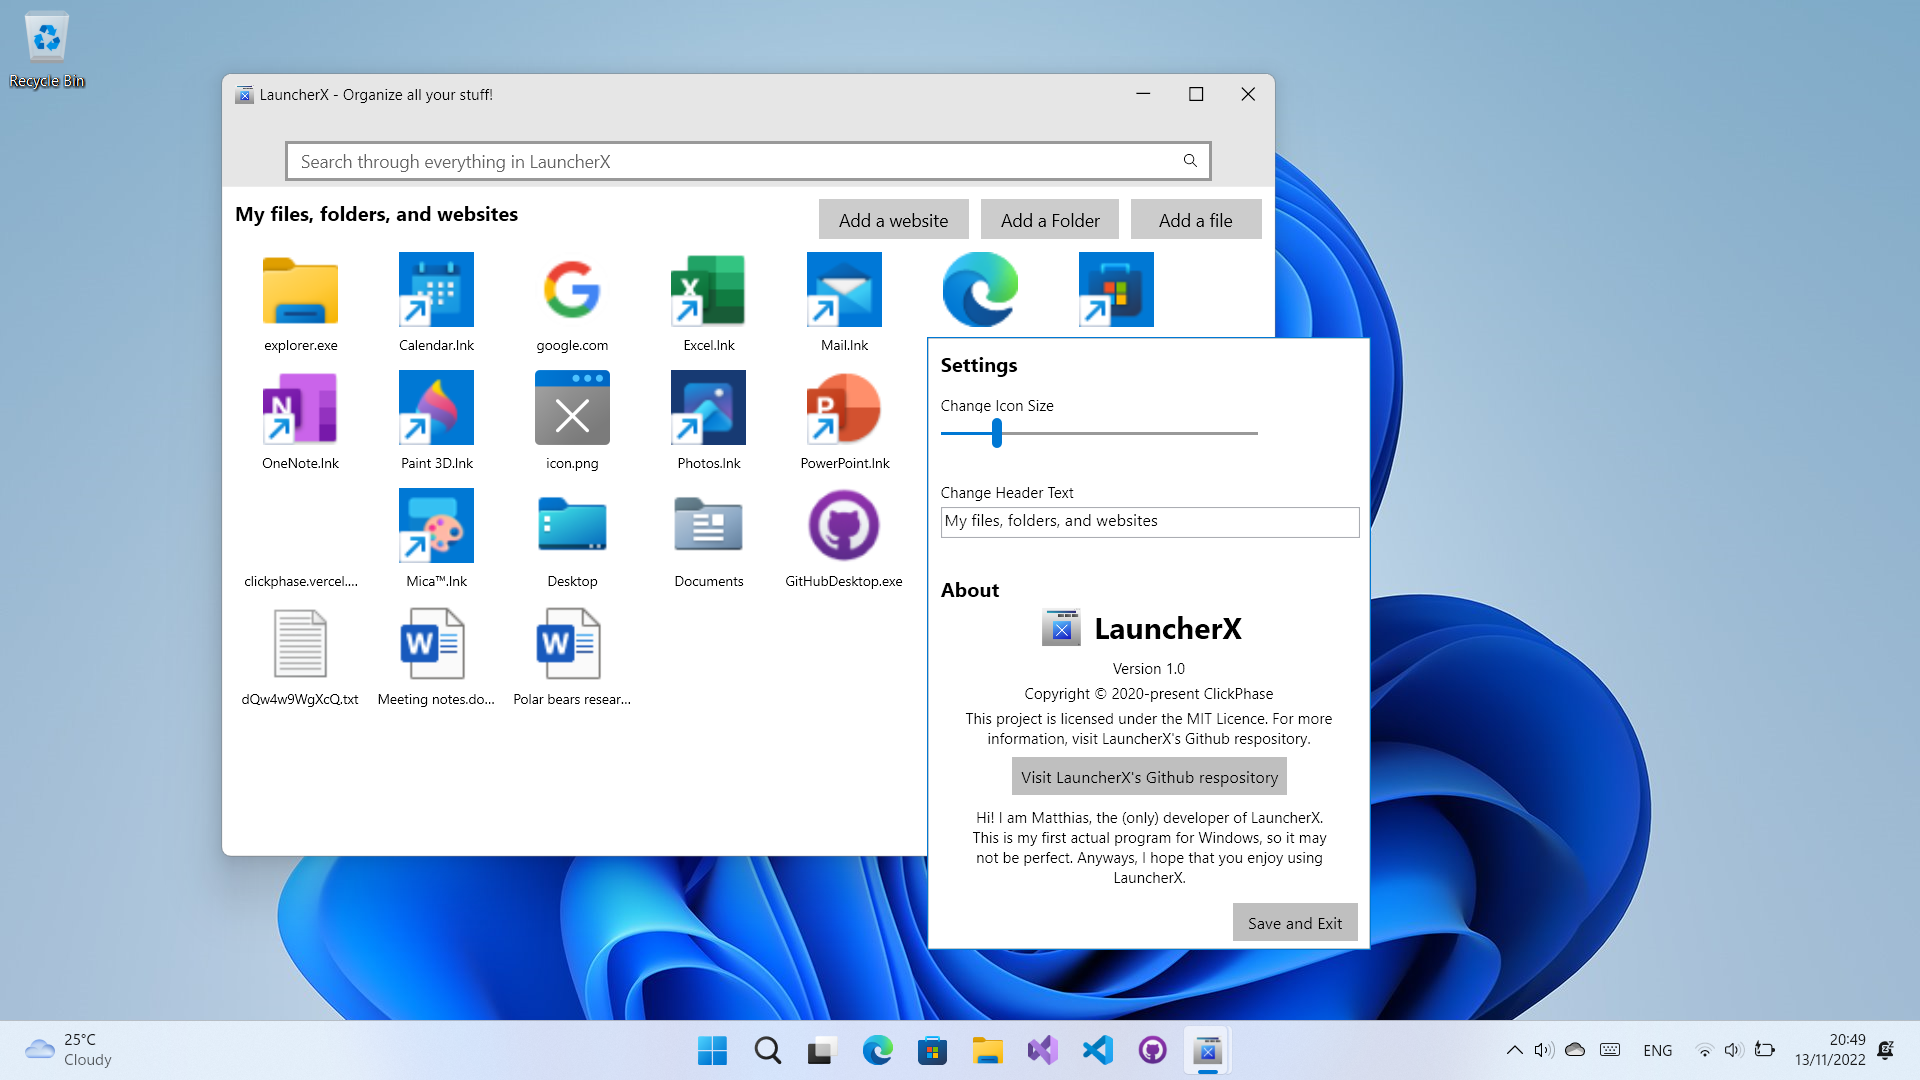 Recycle Bin
LauncherX - Organize all your stuff!
Search through everything in LauncherX
My files, folders, and websites
Add a website
Add a Folder
Add a file
explorer.exe
Calendar.lnk
google.com
Excel.lnk
Mail.lnk
OneNote.lnk
Paint 3D.lnk
icon.png
Photos.lnk
PowerPoint.lnk
clickphase.vercel....
Mica™.lnk
Desktop
Documents
GitHubDesktop.exe
dQw4w9WgXcQ.txt
Meeting notes.do...
Polar bears resear...
Settings
Change Icon Size
Change Header Text
My files, folders, and websites
About
LauncherX
Version 1.0
Copyright © 2020-present ClickPhase
This project is licensed under the MIT Licence. For more
information, visit LauncherX's Github respository.
Visit LauncherX's Github respository
Hi! I am Matthias, the (only) developer of LauncherX.
This is my first actual program for Windows, so it may
not be perfect. Anyways, I hope that you enjoy using
LauncherX.
Save and Exit
25°C
Cloudy
ENG
20:49
13/11/2022